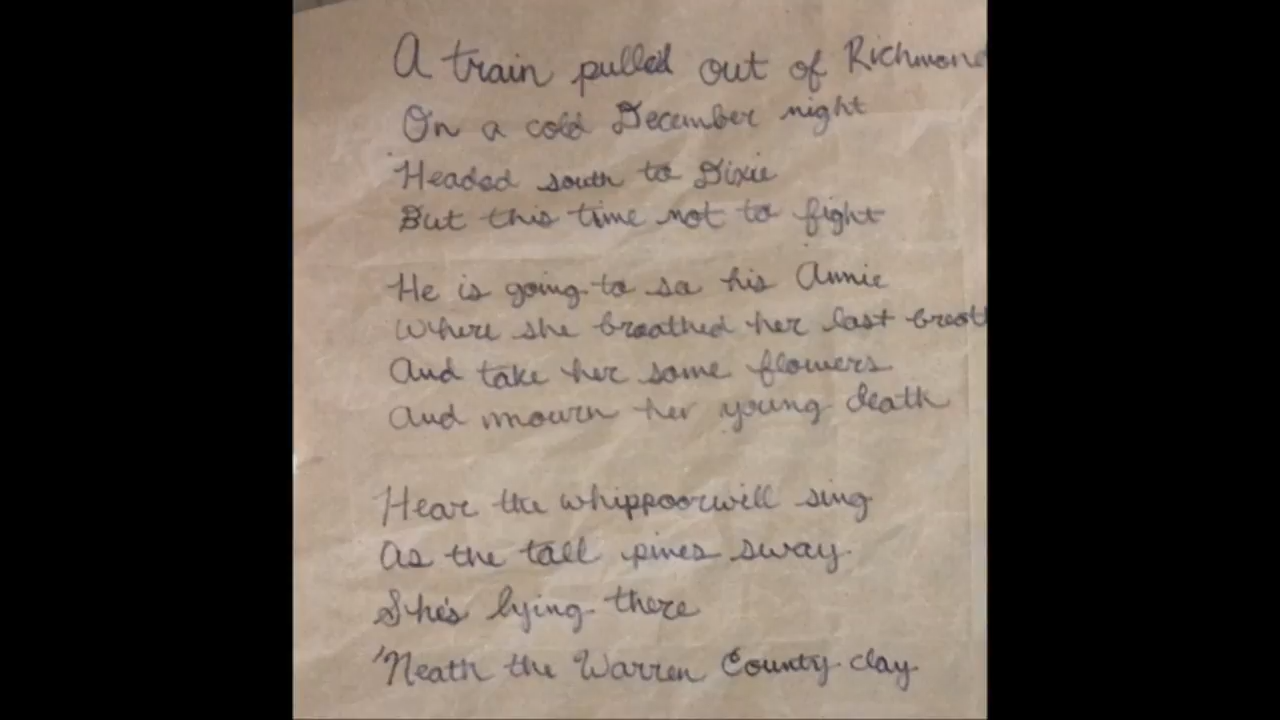 A train pulled out of Richmond
On a cold December night
Headed south to Dixie
But this time not to fight
He is going to see his Annie
Where she breathed her last breath
And take her some flowers
And mourn her young death
Hear the whippoorwill sing
As the tall pines sway
She's lying there
'Neath the Warren County clay